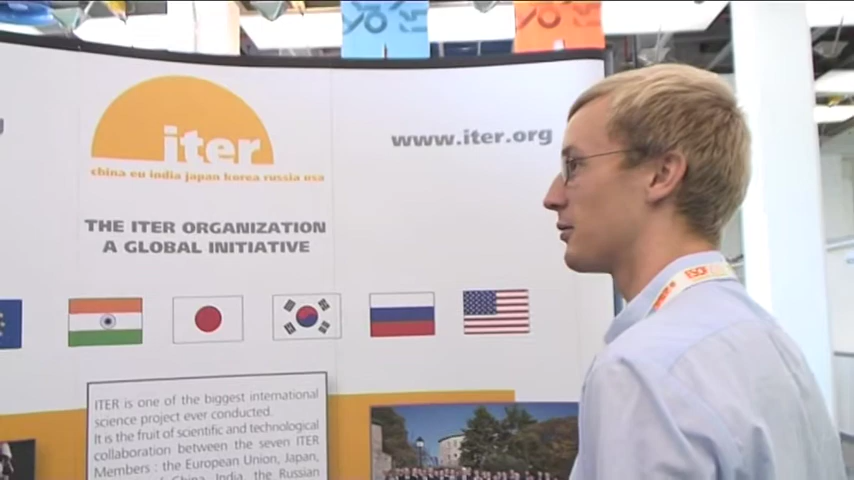 iter
china eu india japan korea russia usa
www.iter.org
THE ITER ORGANIZATION
A GLOBAL INITIATIVE
ITER is one of the biggest international
science project ever conducted.
It is the fruit of scientific and technological
collaboration between the seven ITER
Members : the European Union, Japan,
India, the Russian